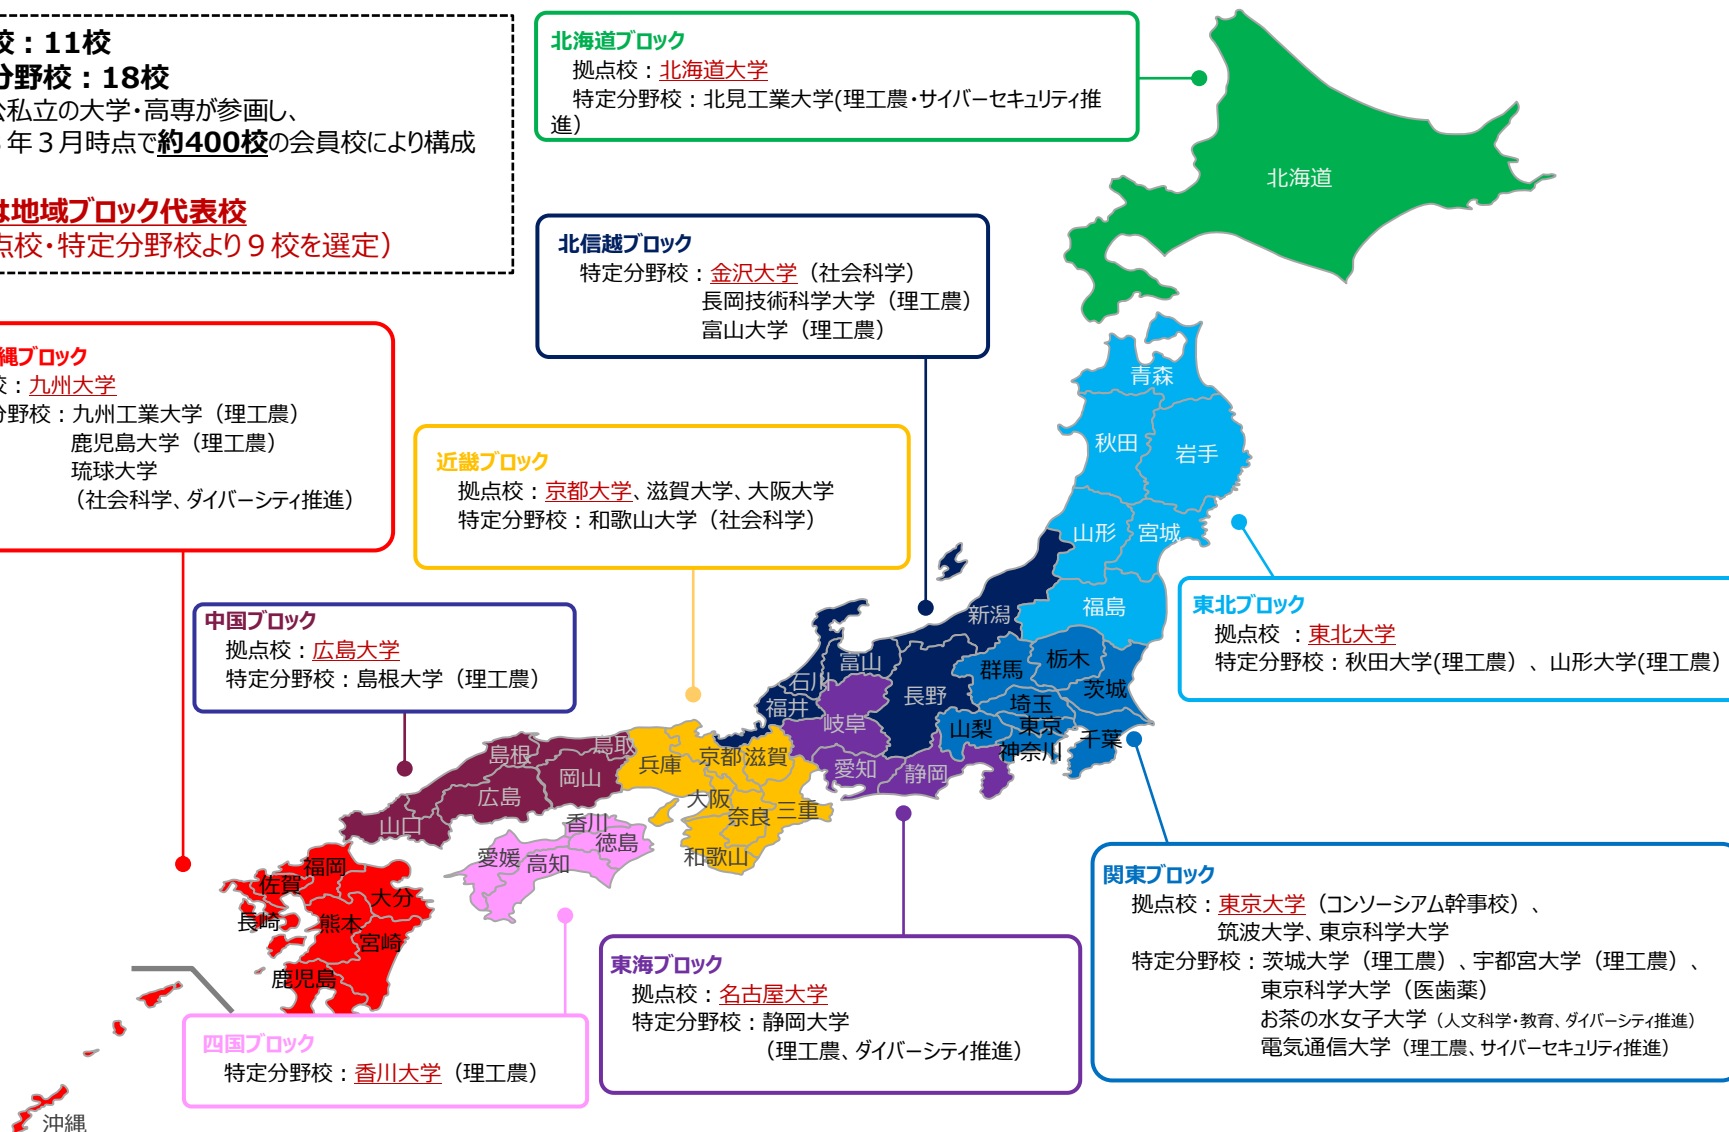 校：11校
分野校：18校
公私立の大学・高専が参画し、
年３月時点で約400校の会員校により構成
は地域ブロック代表校
点校・特定分野校より９校を選定）
北海道ブロック
拠点校：北海道大学
特定分野校：北見工業大学(理工農・サイバーセキュリティ推
進)
北海道
北信越ブロック
特定分野校：金沢大学（社会科学）
長岡技術科学大学（理工農）
富山大学（理工農）
縄ブロック
校：九州大学
分野校：九州工業大学（理工農）
鹿児島大学（理工農）
琉球大学
（社会科学、ダイバーシティ推進）
近畿ブロック
拠点校：京都大学、滋賀大学、大阪大学
特定分野校：和歌山大学（社会科学）
青森
秋田
岩手
山形
宮城
福島
中国ブロック
拠点校：広島大学
特定分野校：島根大学（理工農）
東北ブロック
拠点校 ：東北大学
特定分野校：秋田大学(理工農）、山形大学(理工農）
新潟
富山
石川
福井
長野
岐阜
群馬
栃木
茨城
埼玉
東京
山梨
神奈川
千葉
愛知
静岡
島根
鳥取
岡山
広島
山口
兵庫
京都
滋賀
大阪
奈良
三重
和歌山
香川
徳島
愛媛
高知
福岡
佐賀
大分
長崎
熊本
宮崎
鹿児島
関東ブロック
拠点校：東京大学（コンソーシアム幹事校）、
筑波大学、東京科学大学
特定分野校：茨城大学（理工農）、宇都宮大学（理工農）、
東京科学大学（医歯薬）
お茶の水女子大学（人文科学・教育、ダイバーシティ推進）
電気通信大学（理工農、サイバーセキュリティ推進）
東海ブロック
拠点校：名古屋大学
特定分野校：静岡大学
（理工農、ダイバーシティ推進）
四国ブロック
特定分野校：香川大学（理工農）
沖縄